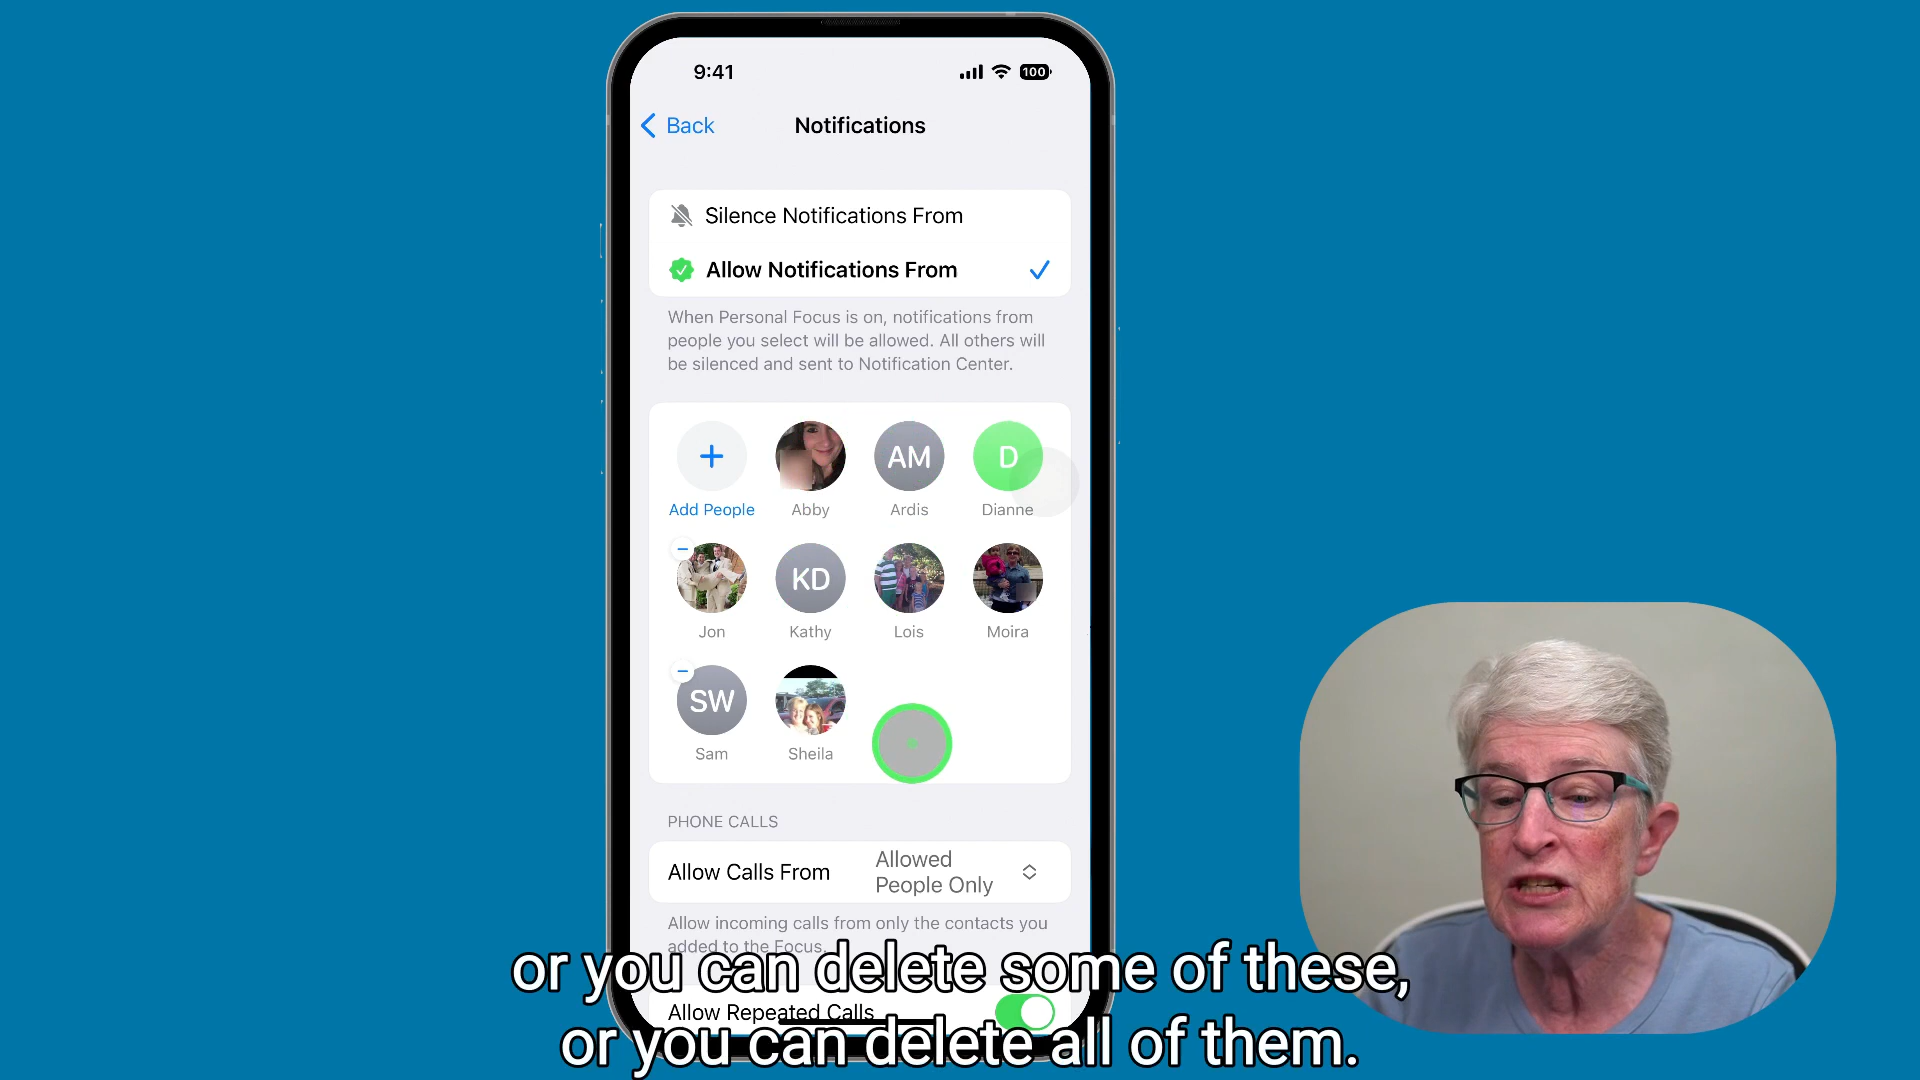 9:41
100
Back
Notifications
Silence Notifications From
Allow Notifications From
When Personal Focus is on, notifications from
people you select will be allowed. All others will
be silenced and sent to Notification Center.
AM
D
Add People
Abby
Ardis
Dianne
KD
Jon
Kathy
Lois
Moira
SW
Sam
Sheila
PHONE CALLS
Allow Calls From
Allowed
People Only
Allow incoming calls from only the contacts you
added to the Focus.
Allow Repeated Calls
or you can delete some of these,
or you can delete all of them.